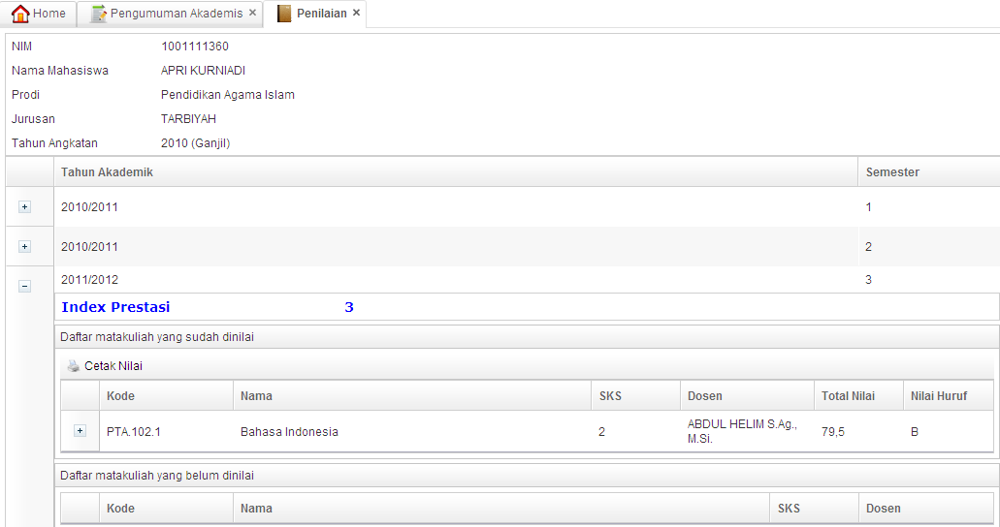 Home Pengumuman Akademis Penilaian
NIM 1001111360
Nama Mahasiswa APRI KURNIADI
Prodi Pendidikan Agama Islam
Jurusan TARBIYAH
Tahun Angkatan 2010 (Ganjil)
Tahun Akademik Semester
2010/2011 1
2010/2011 2
2011/2012 3
Index Prestasi 3
Daftar matakuliah yang sudah dinilai
Cetak Nilai
Kode Nama SKS Dosen Total Nilai Nilai Huruf
PTA.102.1 Bahasa Indonesia 2 ABDUL HELIM S.Ag., 79,5 B
M.Si.
Daftar matakuliah yang belum dinilai
Kode Nama SKS Dosen